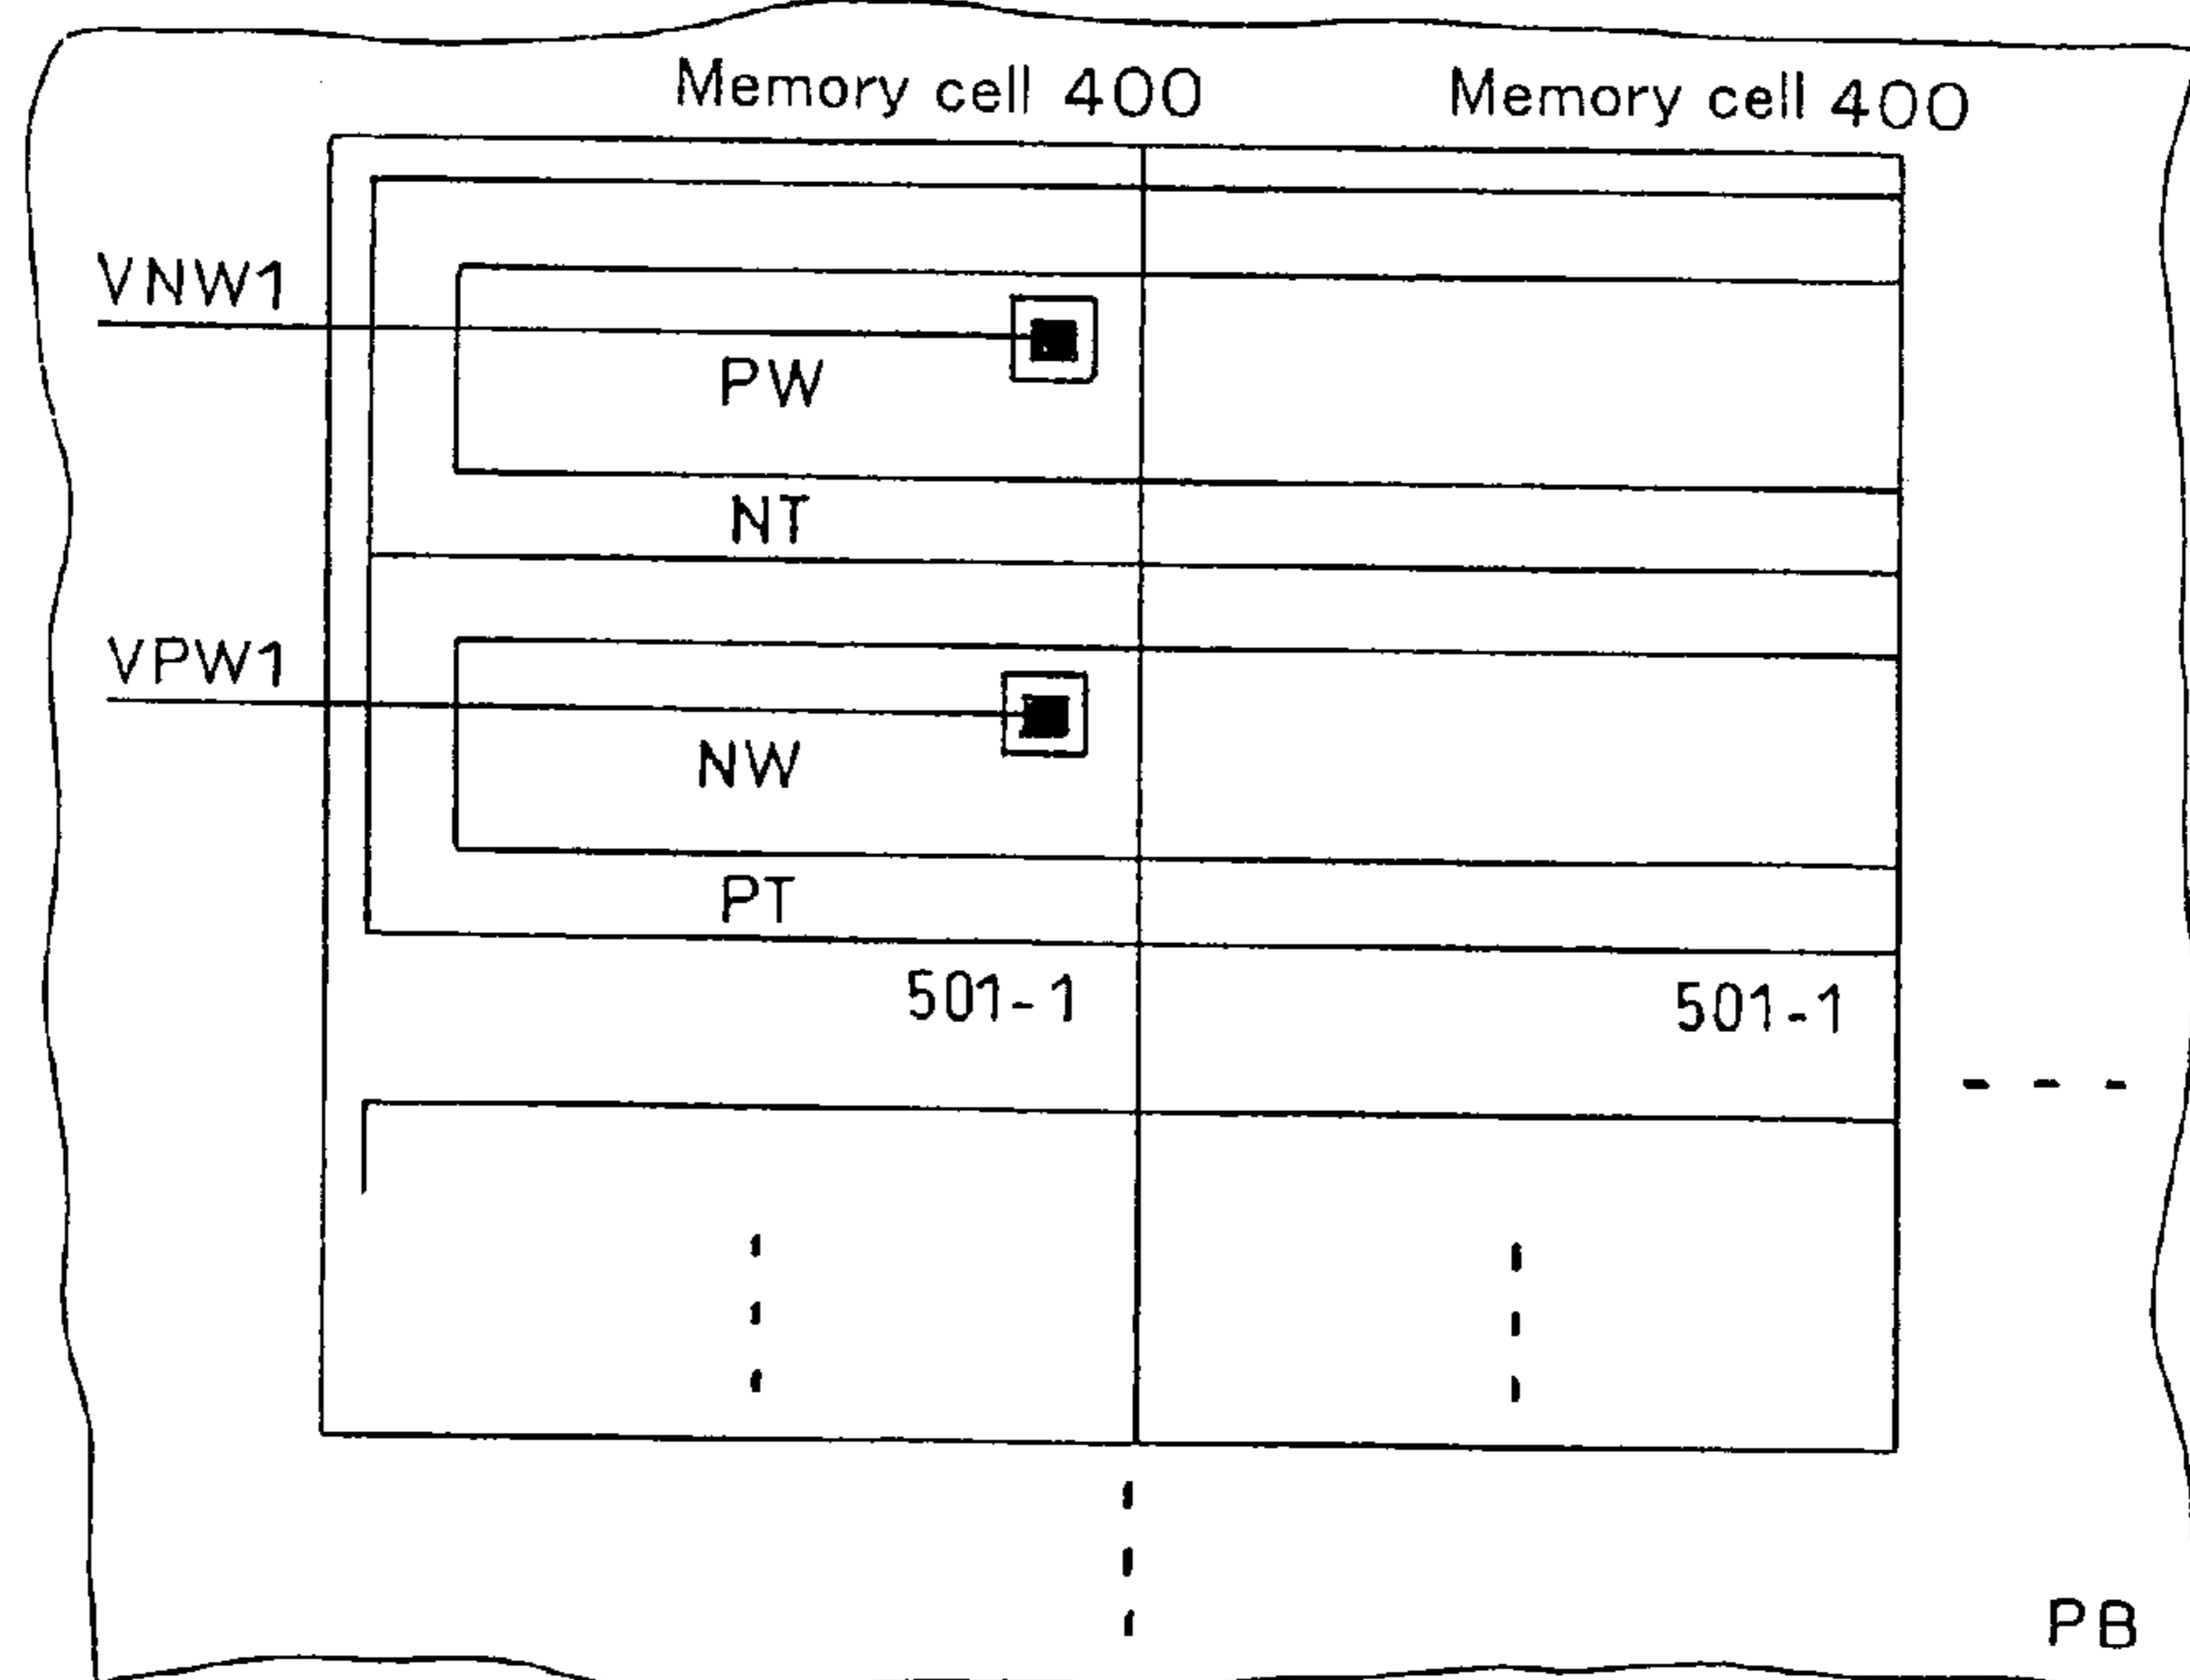 Memory cell 400
Memory cell 400
VNW1
PW
NT
VPW1
NW
PT
501-1
501-1
PB